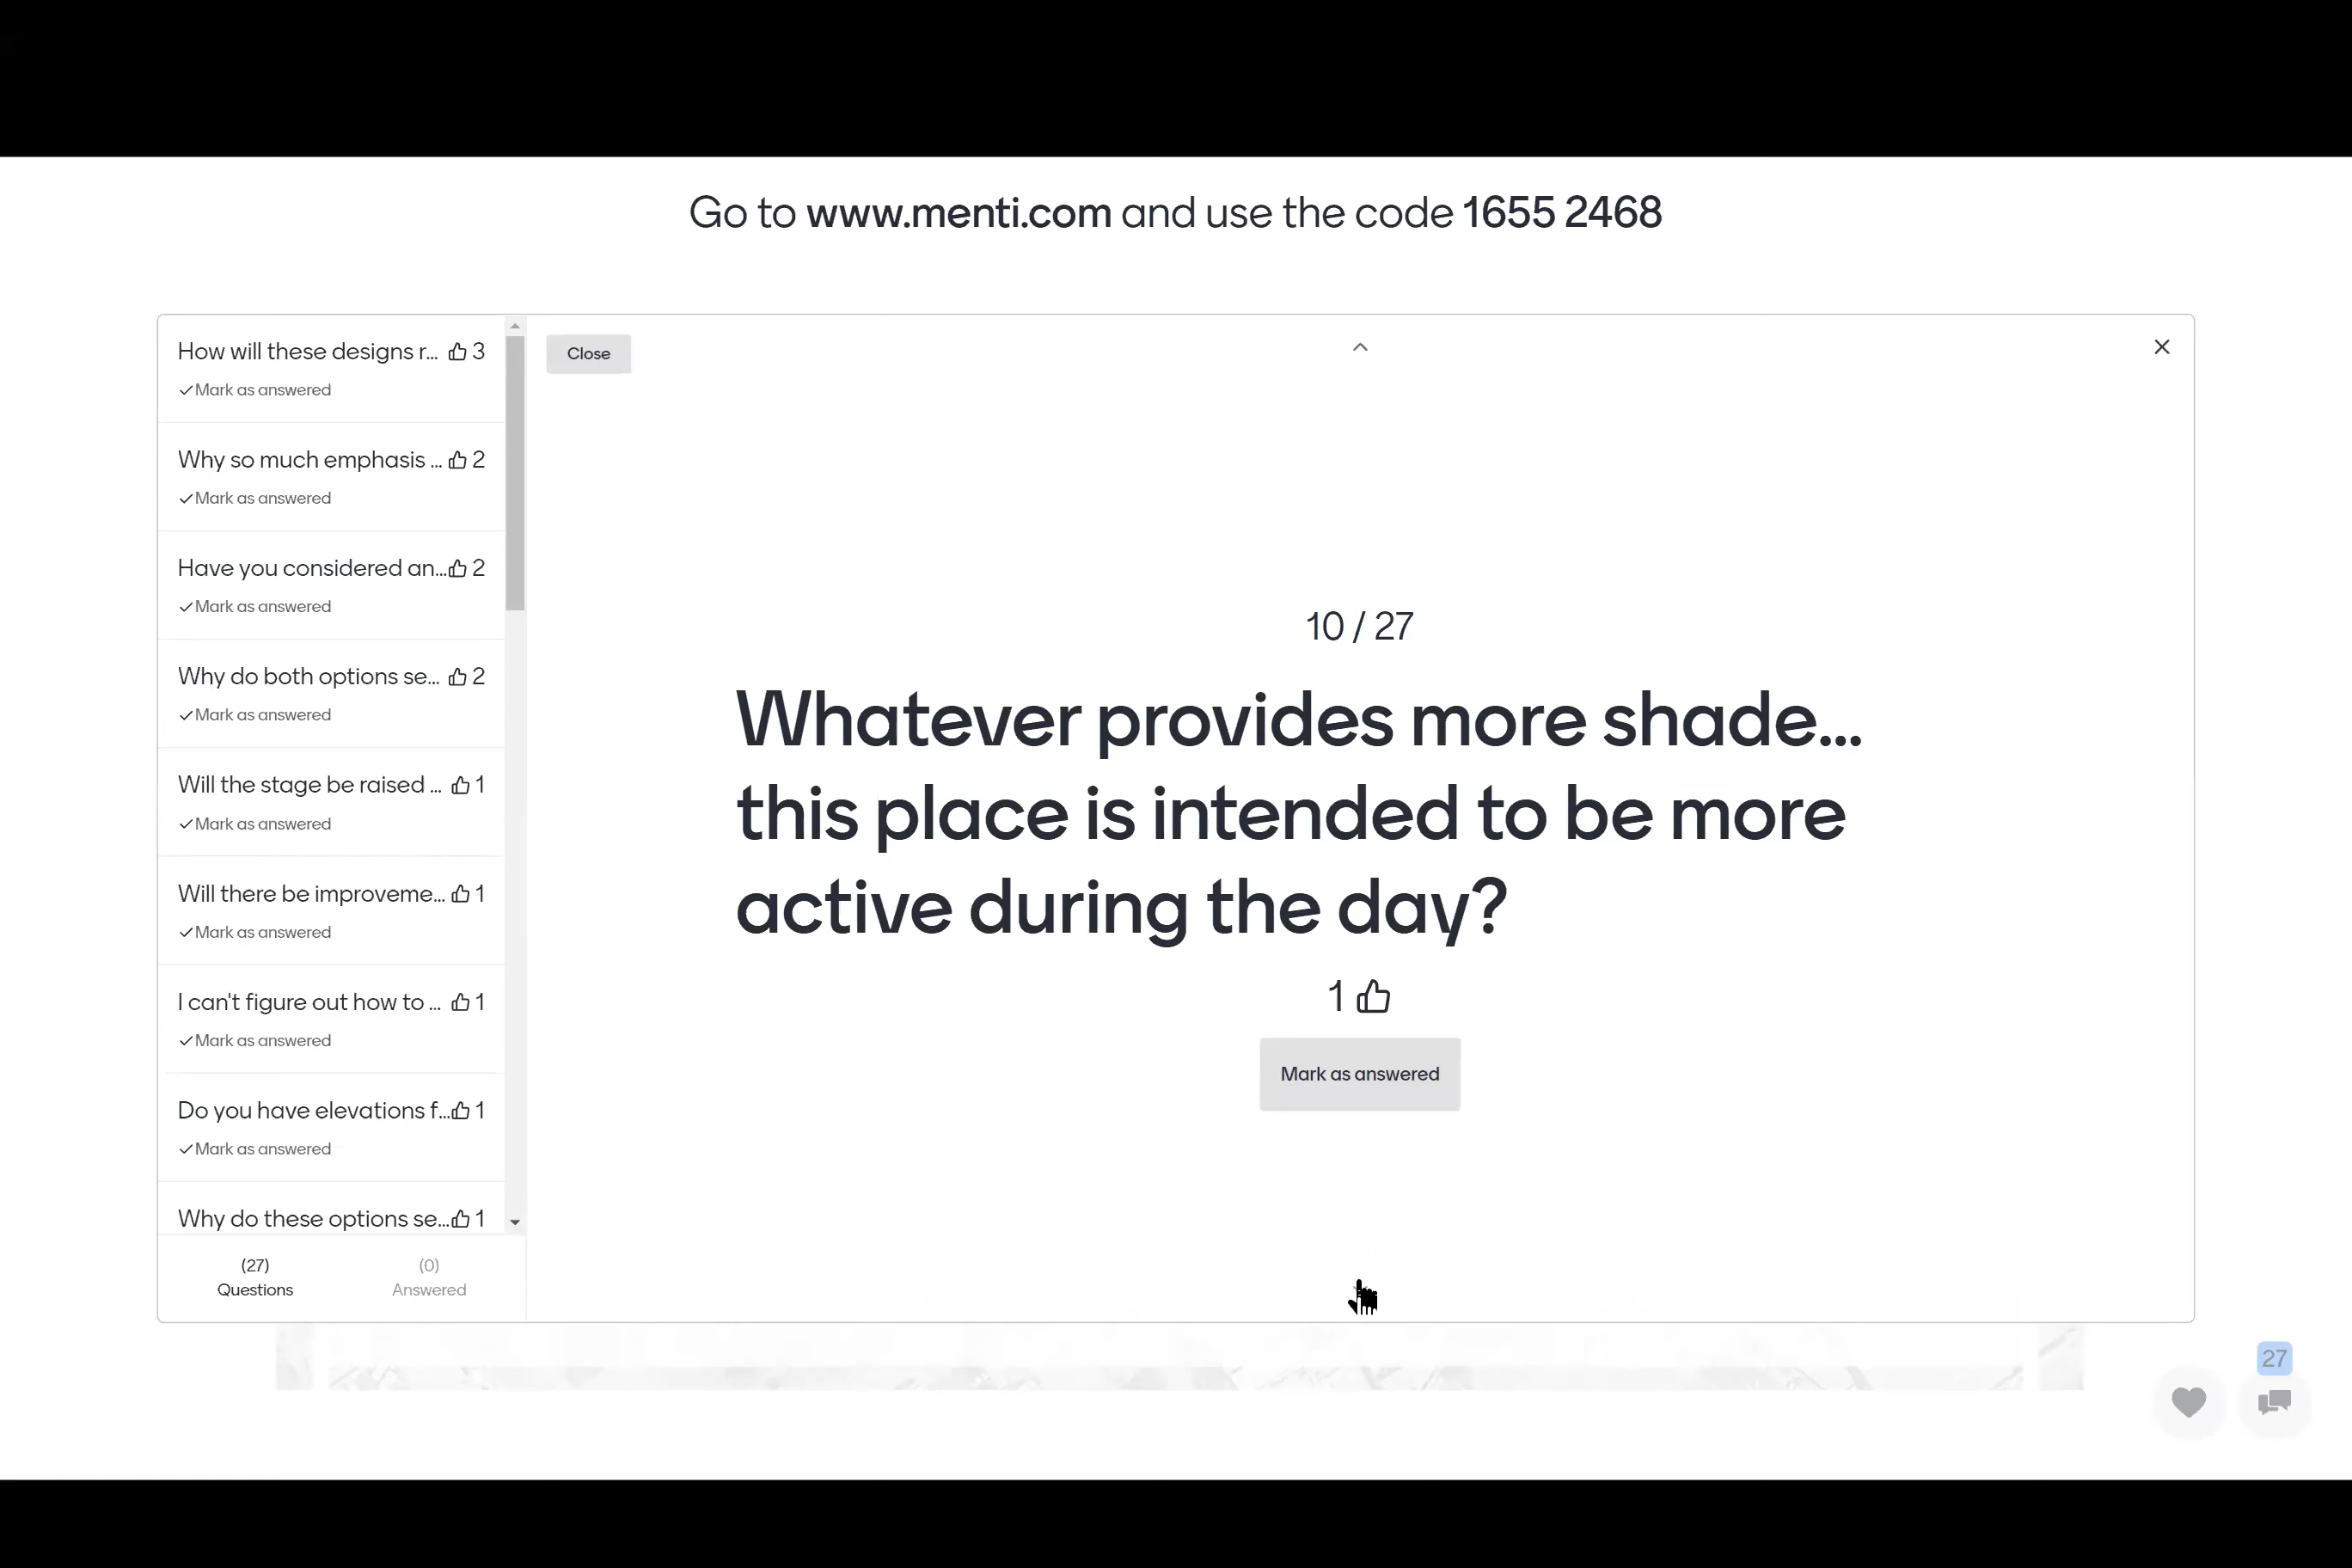 Go to www.menti.com and use the code 1655 2468
How will these designs r... 3
Mark as answered
Why so much emphasis ... 2
Mark as answered
Have you considered an... 2
Mark as answered
Why do both options se... 2
Mark as answered
Will the stage be raised ... 1
Mark as answered
Will there be improveme... 1
Mark as answered
I can't figure out how to ... 1
Mark as answered
Do you have elevations f... 1
Mark as answered
Why do these options se... 1
(27)
Questions
(0)
Answered
Close
10 / 27
Whatever provides more shade...
this place is intended to be more
active during the day?
1
Mark as answered
27